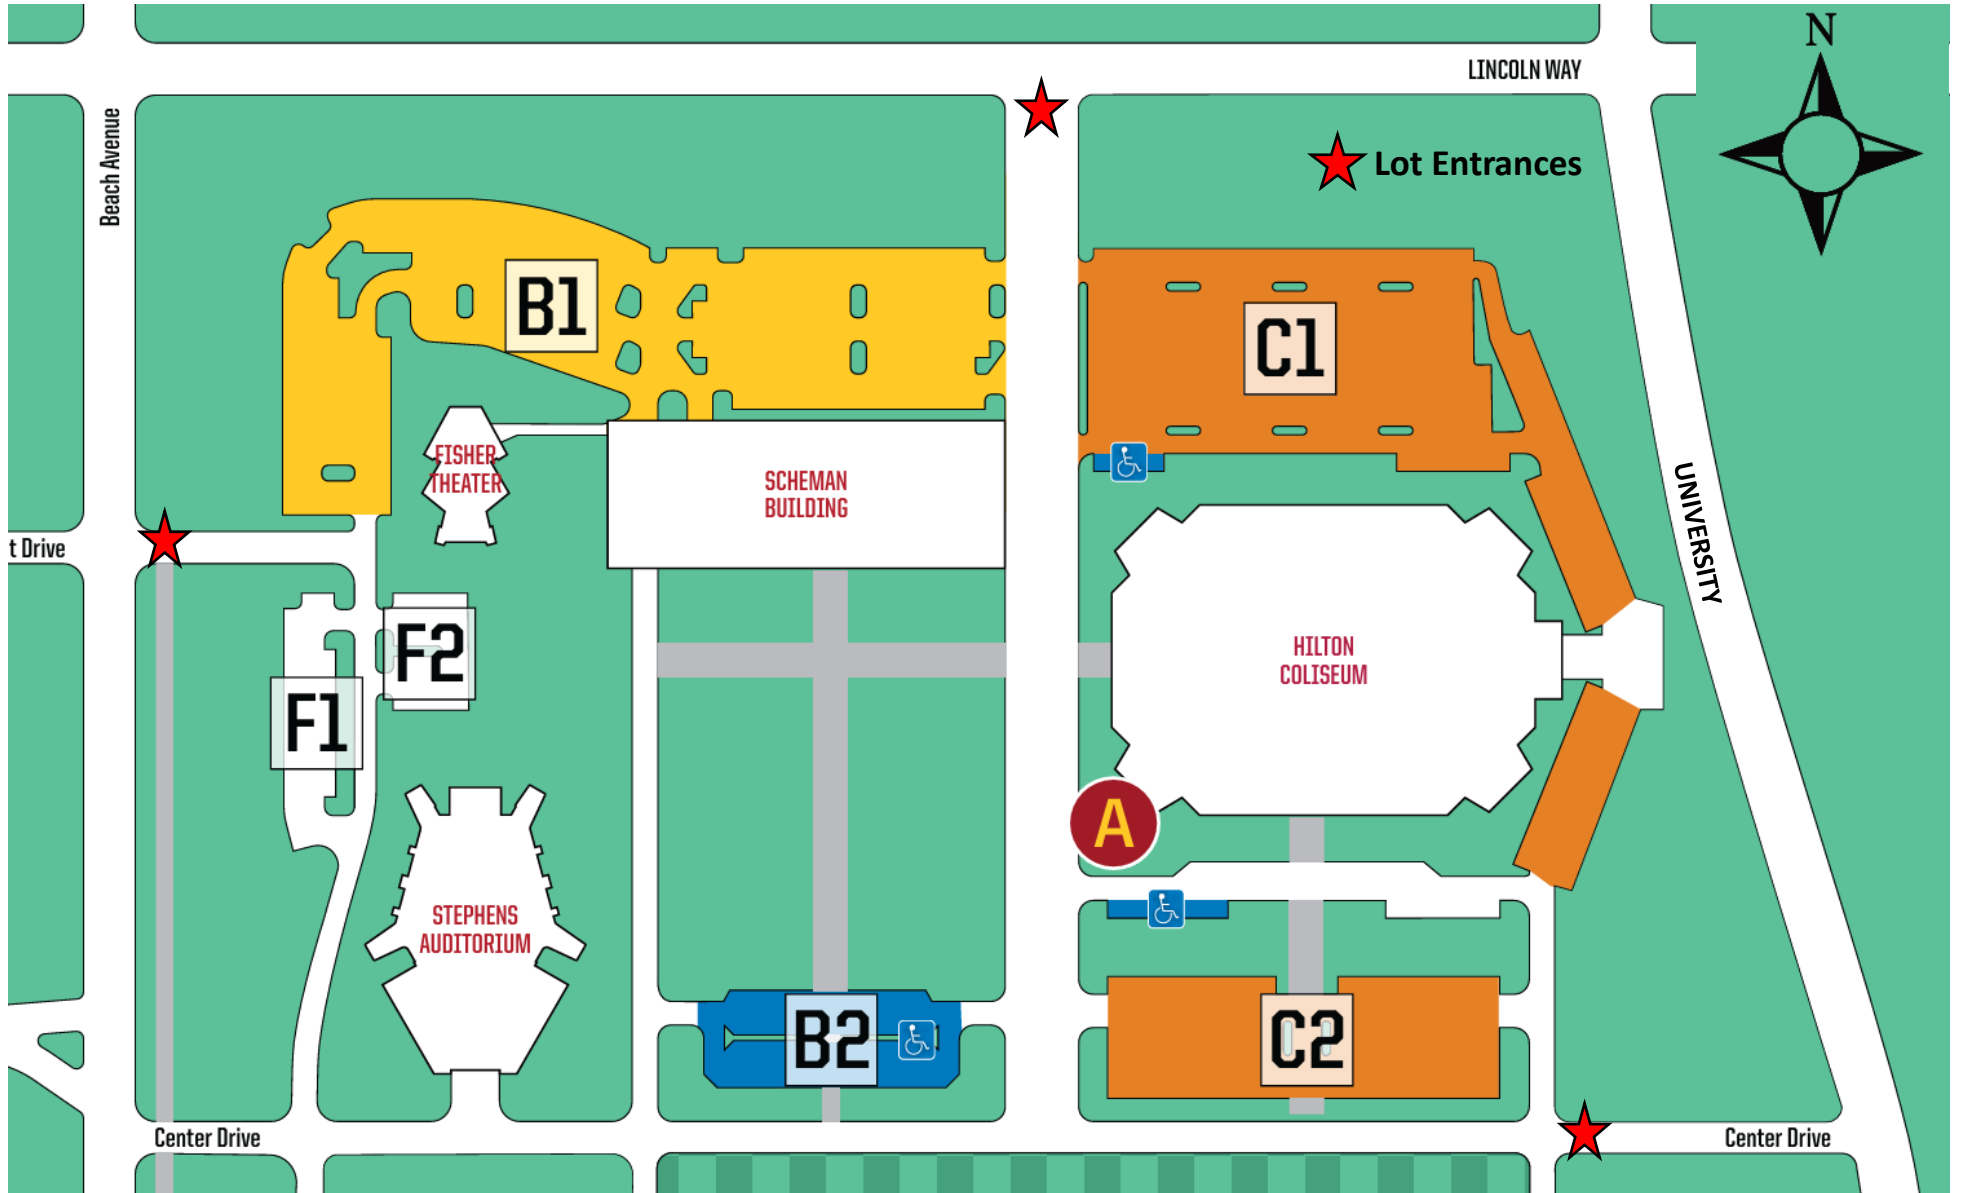 N
LINCOLN WAY
Beach Avenue
Lot Entrances
B1
C1
FISHER
THEATER
SCHEMAN
BUILDING
UNIVERSITY
t Drive
F2
F1
HILTON
COLISEUM
A
STEPHENS
AUDITORIUM
B2
C2
Center Drive
Center Drive